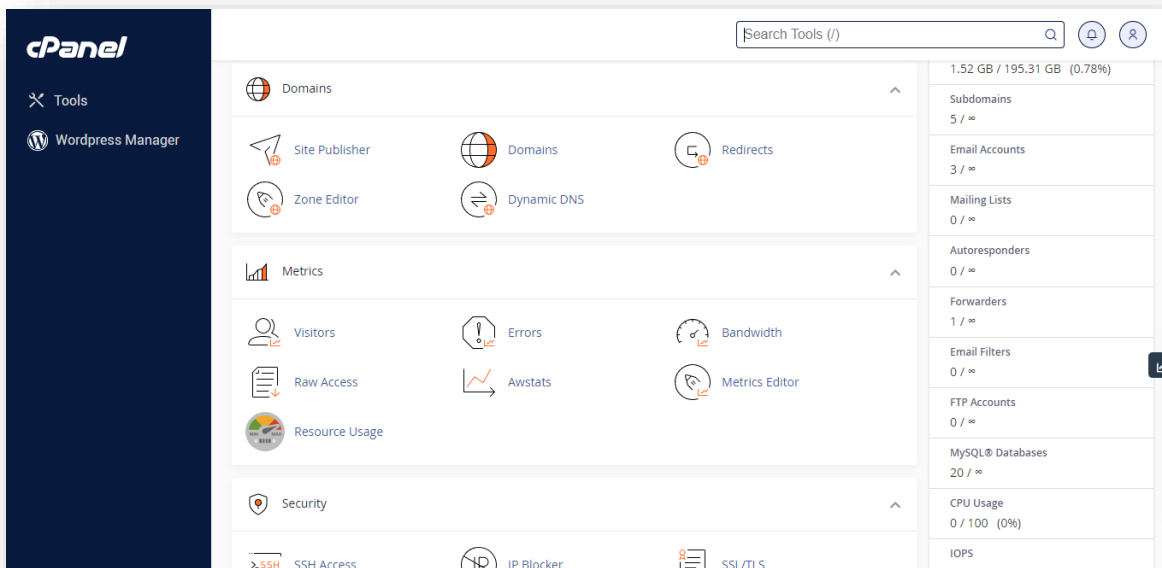 cPanel
Search Tools (/)
Tools
Wordpress Manager
Domains
Site Publisher
Domains
Redirects
Zone Editor
Dynamic DNS
Metrics
Visitors
Errors
Bandwidth
Raw Access
Awstats
Metrics Editor
Resource Usage
Security
SSH
SSH Access
IP
IP Blocker
SSL/TLS
1.52 GB / 195.31 GB (0.78%)
Subdomains
5 / ∞
Email Accounts
3 / ∞
Mailing Lists
0 / ∞
Autoresponders
0 / ∞
Forwarders
1 / ∞
Email Filters
0 / ∞
FTP Accounts
0 / ∞
MySQL® Databases
20 / ∞
CPU Usage
0 / 100 (0%)
IOPS